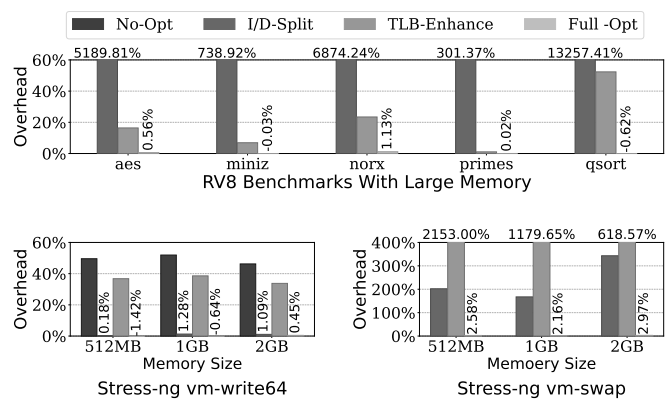 No-Opt I/D-Split TLB-Enhance Full -Opt
5189.81% 738.92% 6874.24% 301.37% 13257.41%
Overhead
60%
40%
20%
0%
0.56% -0.03% 1.13% 0.02% -0.62%
aes miniz norx primes qsort
RV8 Benchmarks With Large Memory
Overhead
60%
40%
20%
0%
0.18% -1.42% 1.28% -0.64% 1.09% 0.45%
512MB 1GB 2GB
Memory Size
Stress-ng vm-write64
2153.00% 1179.65% 618.57%
Overhead
400%
300%
200%
100%
0%
2.58% 2.16% 2.97%
512MB 1GB 2GB
Memoery Size
Stress-ng vm-swap